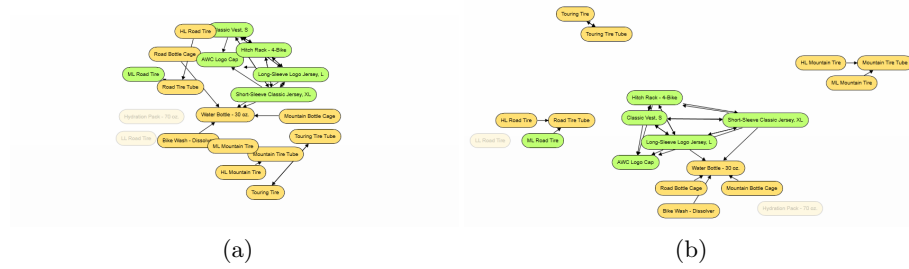 HL Road Tire
Classic Vest, S
Road Bottle Cage
Hitch Rack - 4-Bike
AWC Logo Cap
ML Road Tire
Long-Sleeve Logo Jersey, L
Road Tire Tube
Short-Sleeve Classic Jersey, XL
Hydration Pack - 70 oz.
Water Bottle - 30 oz.
Mountain Bottle Cage
LL Road Tire
Bike Wash - Dissolver
Touring Tire Tube
ML Mountain Tire
Mountain Tire Tube
HL Mountain Tire
Touring Tire
(a)
Touring Tire
Touring Tire Tube
HL Mountain Tire
Mountain Tire Tube
ML Mountain Tire
Hitch Rack - 4-Bike
HL Road Tire
Road Tire Tube
Classic Vest, S
Short-Sleeve Classic Jersey, XL
LL Road Tire
ML Road Tire
Long-Sleeve Logo Jersey, L
AWC Logo Cap
Water Bottle - 30 oz.
Road Bottle Cage
Mountain Bottle Cage
Bike Wash - Dissolver
Hydration Pack - 70 oz.
(b)